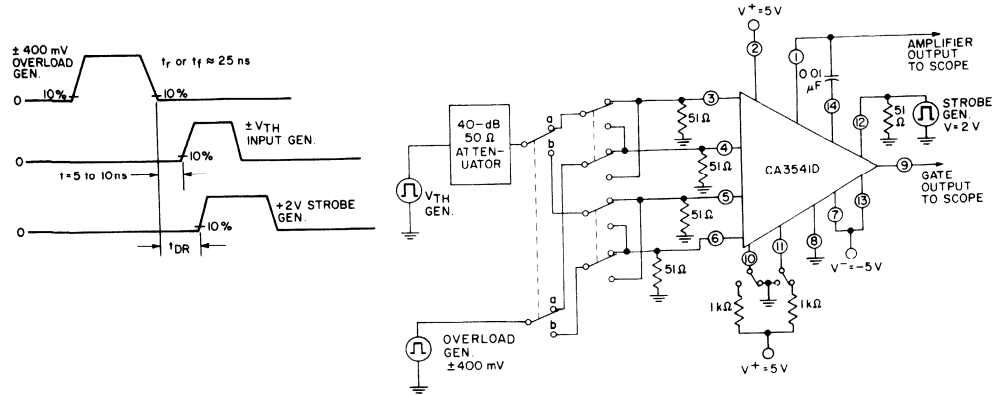 ± 400 mV
OVERLOAD
GEN.
tr or tf ≈ 25 ns
10%
10%
0
±VTH
INPUT GEN.
10%
0
t=5 to 10ns
+2V STROBE
GEN.
10%
0
tDR
40-dB
50 Ω
ATTEN-
UATOR
VTH
GEN.
a
b
a
b
OVERLOAD
GEN.
±400 mV
51Ω
51Ω
51Ω
51Ω
3
4
5
6
V+=5V
2
1
0.01
μF
14
AMPLIFIER
OUTPUT
TO SCOPE
12
51
Ω
STROBE
GEN.
V=2V
CA3541D
9
GATE
OUTPUT
TO SCOPE
13
7
8
11
10
V-=-5V
1kΩ
1kΩ
V+=5V